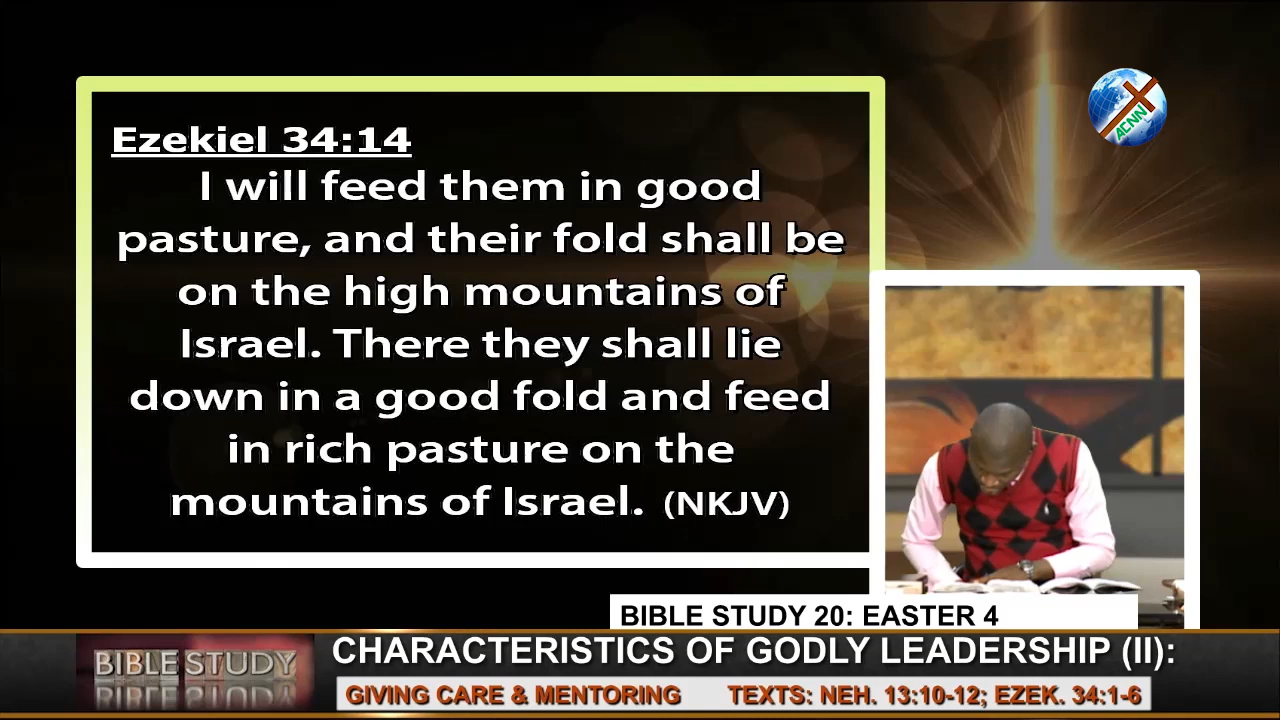 Ezekiel 34:14
I will feed them in good
pasture, and their fold shall be
on the high mountains of
Israel. There they shall lie
down in a good fold and feed
in rich pasture on the
mountains of Israel. (NKJV)
ACNN
BIBLE STUDY 20: EASTER 4
BIBLE STUDY
CHARACTERISTICS OF GODLY LEADERSHIP (II):
GIVING CARE & MENTORING TEXTS: NEH. 13:10-12; EZEK. 34:1-6